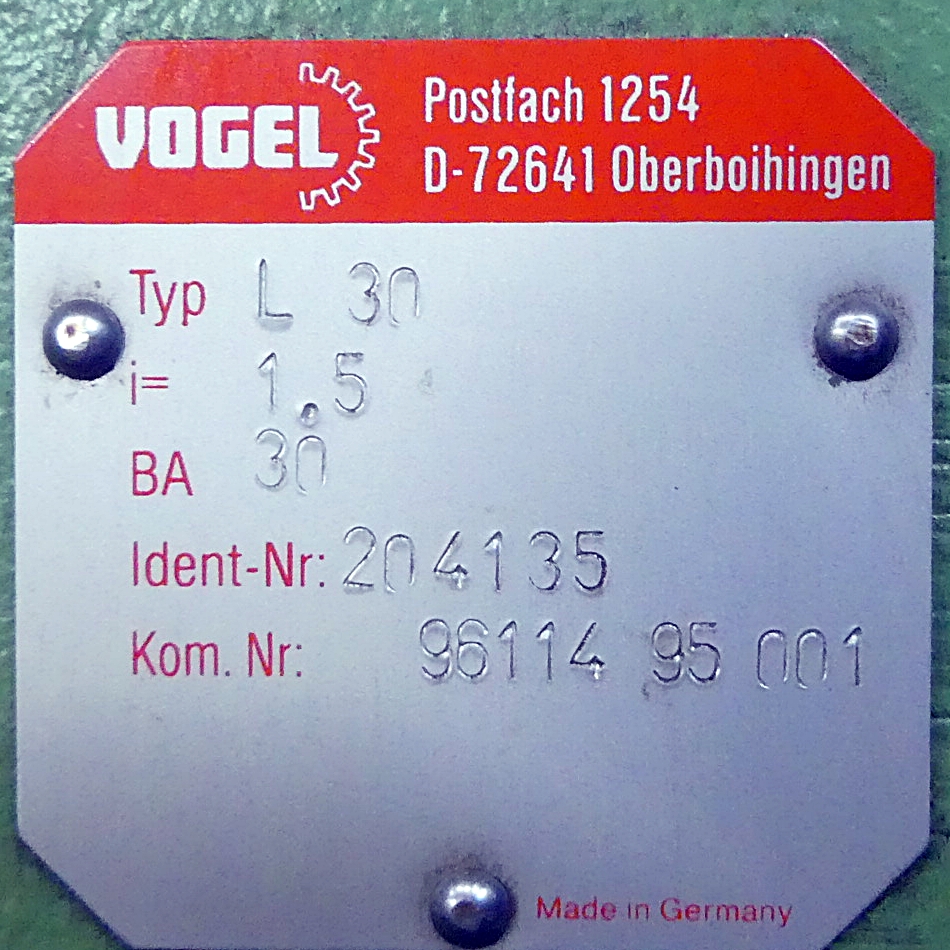 VOGEL
Postfach 1254
D-72641 Oberboihingen
Typ L 30
i= 1.5
BA 30
Ident-Nr: 204135
Kom. Nr: 96114 95 001
Made in Germany